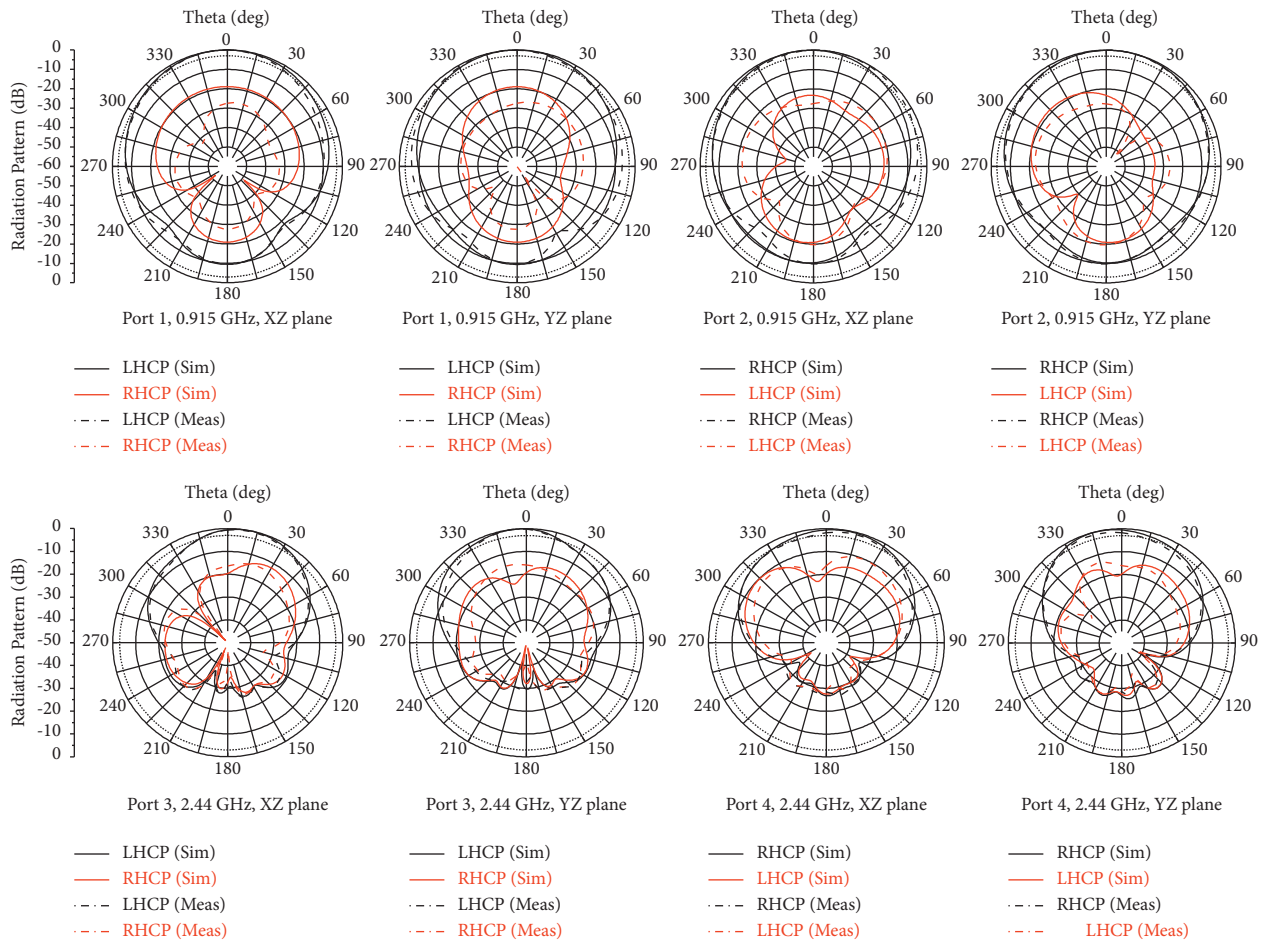 Theta (deg)
Theta (deg)
Theta (deg)
Theta (deg)
Radiation Pattern (dB)
0
-10
-20
-30
-40
-50
-60
-50
-40
-30
-20
-10
0
0
30
60
90
120
150
180
210
240
270
300
330
0
30
60
90
120
150
180
210
240
270
300
330
0
30
60
90
120
150
180
210
240
270
300
330
0
30
60
90
120
150
180
210
240
270
300
330
Port 1, 0.915 GHz, XZ plane
Port 1, 0.915 GHz, YZ plane
Port 2, 0.915 GHz, XZ plane
Port 2, 0.915 GHz, YZ plane
LHCP (Sim)
RHCP (Sim)
LHCP (Meas)
RHCP (Meas)
LHCP (Sim)
RHCP (Sim)
LHCP (Meas)
RHCP (Meas)
RHCP (Sim)
LHCP (Sim)
RHCP (Meas)
LHCP (Meas)
RHCP (Sim)
LHCP (Sim)
RHCP (Meas)
LHCP (Meas)
Theta (deg)
Theta (deg)
Theta (deg)
Theta (deg)
Radiation Pattern (dB)
0
-10
-20
-30
-40
-50
-40
-30
-20
-10
0
0
30
60
90
120
150
180
210
240
270
300
330
0
30
60
90
120
150
180
210
240
270
300
330
0
30
60
90
120
150
180
210
240
270
300
330
0
30
60
90
120
150
180
210
240
270
300
330
Port 3, 2.44 GHz, XZ plane
Port 3, 2.44 GHz, YZ plane
Port 4, 2.44 GHz, XZ plane
Port 4, 2.44 GHz, YZ plane
LHCP (Sim)
RHCP (Sim)
LHCP (Meas)
RHCP (Meas)
LHCP (Sim)
RHCP (Sim)
LHCP (Meas)
RHCP (Meas)
RHCP (Sim)
LHCP (Sim)
RHCP (Meas)
LHCP (Meas)
RHCP (Sim)
LHCP (Sim)
RHCP (Meas)
LHCP (Meas)